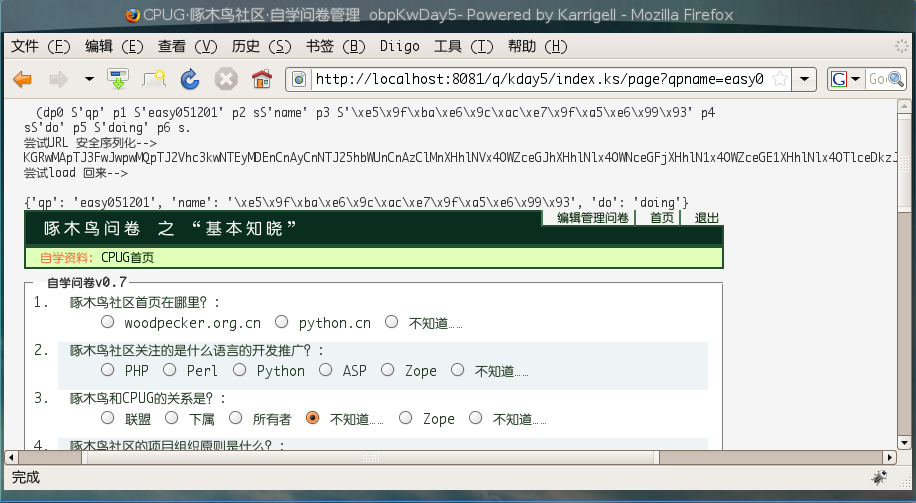 CPUG·啄木鸟社区·自学问卷管理 obpKwDay5- Powered by Karrigell - Mozilla Firefox
文件 (F) 编辑 (E) 查看 (V) 历史 (S) 书签 (B) Diigo 工具 (T) 帮助 (H)
http://localhost:8081/q/kday5/index.ks/page?qpname=easy0 G Goo
(dp0 S'qp' p1 S'easy051201' p2 sS'name' p3 S'\xe5\x9f\xba\xe6\x9c\xac\xe7\x9f\xa5\xe6\x99\x93' p4
sS'do' p5 S'doing' p6 s.
尝试URL 安全序列化-->
尝试load 回来-->
{'qp': 'easy051201', 'name': '\xe5\x9f\xba\xe6\x9c\xac\xe7\x9f\xa5\xe6\x99\x93', 'do': 'doing'}
编辑管理问卷 首页 退出
啄木鸟问卷 之 “基本知晓”
自学资料: CPUG首页
自学问卷v0.7
1. 啄木鸟社区首页在哪里? :
woodpecker.org.cn python.cn 不知道……
2. 啄木鸟社区关注的是什么语言的开发推广? :
PHP Perl Python ASP Zope 不知道……
3. 啄木鸟和CPUG的关系是? :
联盟 下属 所有者 不知道…… Zope 不知道……
4. 啄木鸟社区的项目组织原则是什么? :
完成